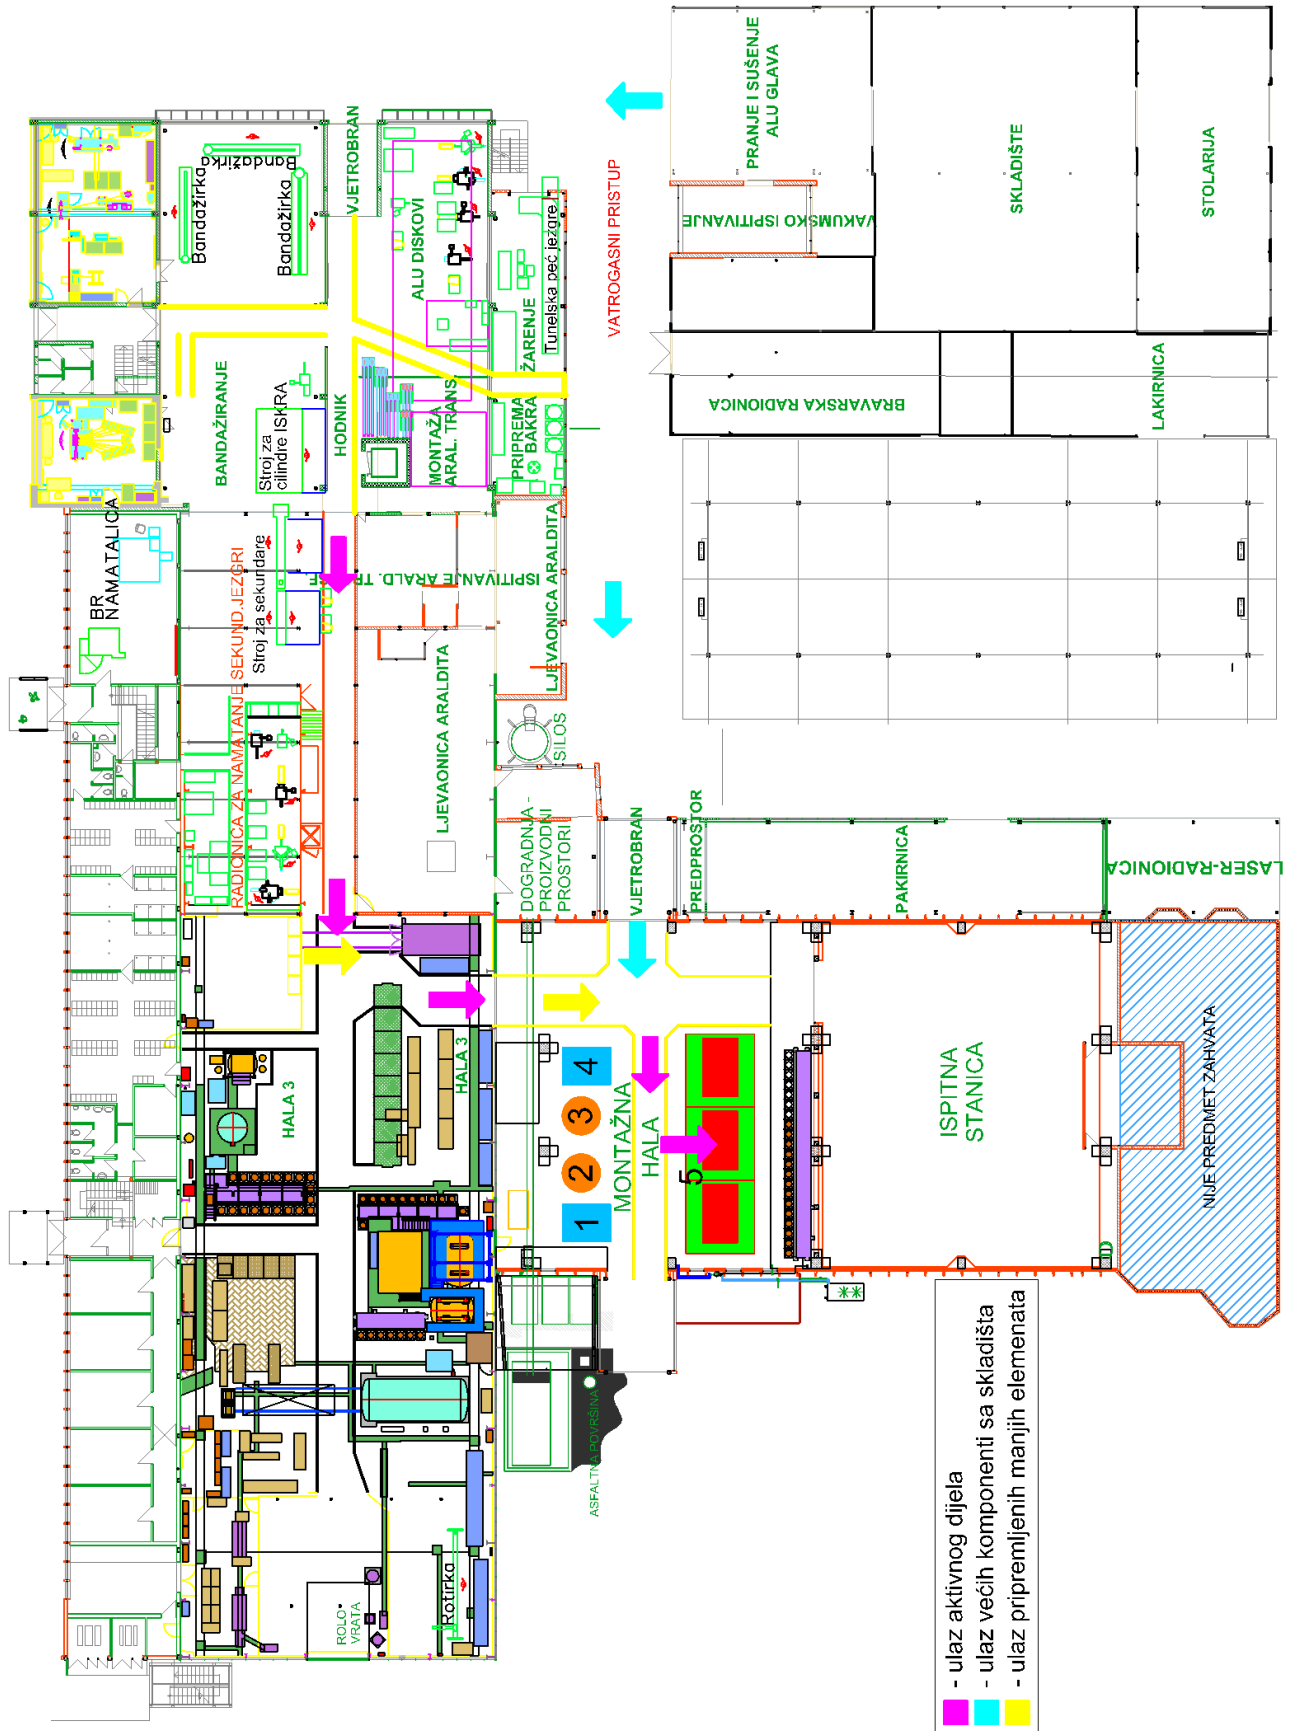 PRANJE I SUŠENJE
ALU GLAVA
SKLADIŠTE
STOLARIJA
VAKUMSKO ISPITIVANJE
BRAVARSKA RADIONICA
LAKIRNICA
VATROGASNI PRISTUP
VJETROBRAN
Bandažirka
Bandažirka
Bandažirka
ALU DISKOVI
Tunelska peć jezgre
ŽARENJE
BANDAŽIRANJE
Stroj za
cilindre ISKRA
HODNIK
MONTAŽA
ARAL. TRANS
PRIPREMA
BAKRA
BR
NAMATALICA
RADIONICA ZA NAMATANJE SEKUND.JEZGRI
Stroj za sekundare
ISPITIVANJE ARALD. TR
LJEVAONICA ARALDITA
LJEVAONICA ARALDITA
LJEVAONICA ARALDITA
SILOS
DOGRADNJA -
PROIZVODNI
PROSTORI
VJETROBRAN
PREDPROSTOR
PAKIRNICA
LASER-RADIONICA
HALA 3
HALA 3
1
2
3
4
MONTAŽNA
HALA
5
ISPITNA
STANICA
NIJE PREDMET ZAHVATA
ASFALTNA POVRŠINA
ROLO
VRATA
Rotirka
- ulaz aktivnog dijela
- ulaz većih komponenti sa skladišta
- ulaz pripremljenih manjih elemenata